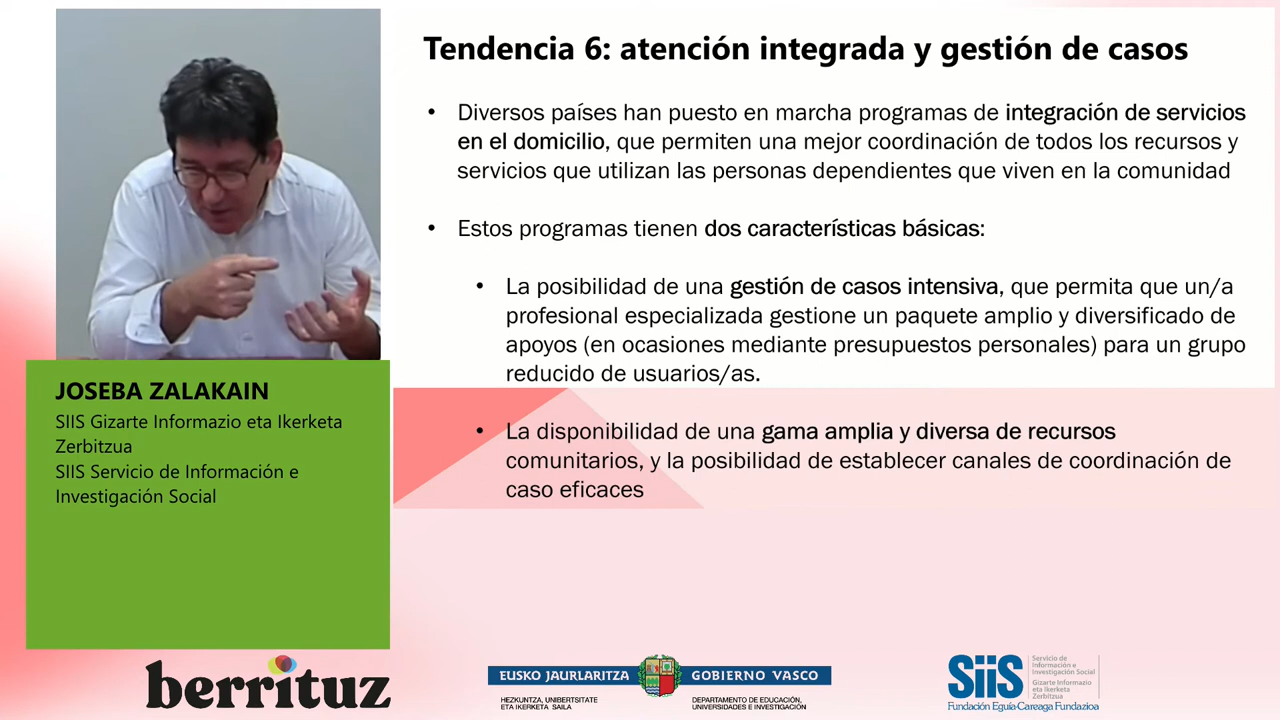 Tendencia 6: atención integrada y gestión de casos
• Diversos países han puesto en marcha programas de integración de servicios
en el domicilio, que permiten una mejor coordinación de todos los recursos y
servicios que utilizan las personas dependientes que viven en la comunidad
• Estos programas tienen dos características básicas:
• La posibilidad de una gestión de casos intensiva, que permita que un/a
profesional especializada gestione un paquete amplio y diversificado de
apoyos (en ocasiones mediante presupuestos personales) para un grupo
reducido de usuarios/as.
• La disponibilidad de una gama amplia y diversa de recursos
comunitarios, y la posibilidad de establecer canales de coordinación de
caso eficaces
JOSEBA ZALAKAIN
SIIS Gizarte Informazio eta Ikerketa
Zerbitzua
SIIS Servicio de Información e
Investigación Social
berrituz
EUSKO JAURLARITZA GOBIERNO VASCO
HEZKUNTZA, UNIBERTSITATE
ETA IKERKETA SAILA
DEPARTAMENTO DE EDUCACIÓN,
UNIVERSIDADES E INVESTIGACIÓN
SiiS
Servicio de
Información e
Investigación Social
Gizarte Informazio
eta Ikerketa
Zerbitzua
Fundación Eguía-Careaga Fundazioa